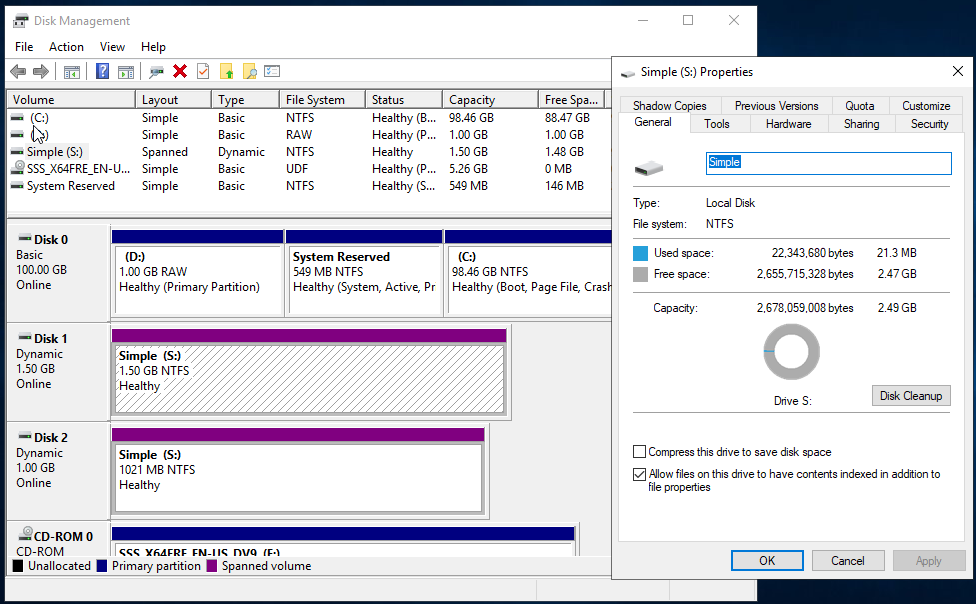 Disk Management
File Action View Help
Volume Layout Type File System Status Capacity Free Spa...
(C:) Simple Basic NTFS Healthy (B... 98.46 GB 88.47 GB
Simple Basic RAW Healthy (P... 1.00 GB 1.00 GB
Simple (S:) Spanned Dynamic NTFS Healthy 1.50 GB 1.48 GB
SSS_X64FRE_EN-U... Simple Basic UDF Healthy (P... 5.26 GB 0 MB
System Reserved Simple Basic NTFS Healthy (S... 549 MB 146 MB
Disk 0
Basic
100.00 GB
Online
(D:)
1.00 GB RAW
Healthy (Primary Partition)
System Reserved
549 MB NTFS
Healthy (System, Active, Pr
(C:)
98.46 GB NTFS
Healthy (Boot, Page File, Crash
Disk 1
Dynamic
1.50 GB
Online
Simple (S:)
1.50 GB NTFS
Healthy
Disk 2
Dynamic
1.00 GB
Online
Simple (S:)
1021 MB NTFS
Healthy
CD-ROM 0
CD-ROM
SSS_X64FRE_EN-US_DV9 (E:)
Unallocated Primary partition Spanned volume
Simple (S:) Properties
Shadow Copies Previous Versions Quota Customize
General Tools Hardware Sharing Security
Simple
Type: Local Disk
File system: NTFS
Used space: 22,343,680 bytes 21.3 MB
Free space: 2,655,715,328 bytes 2.47 GB
Capacity: 2,678,059,008 bytes 2.49 GB
Drive S:
Disk Cleanup
Compress this drive to save disk space
Allow files on this drive to have contents indexed in addition to
file properties
OK Cancel Apply